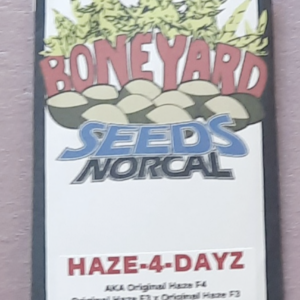 BONEYARD
SEEDS
NORCAL
HAZE-4-DAYZ
AKA Original Haze F4
Original Haze F3 x Original Haze F3